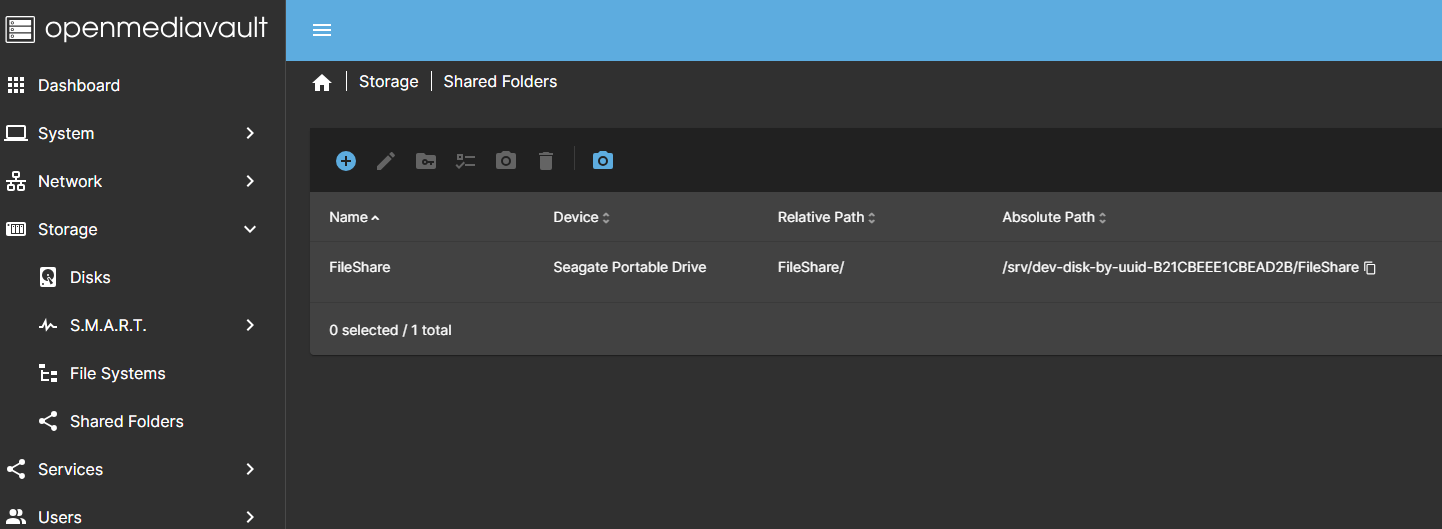 openmediavault
Dashboard
System
Network
Storage
Disks
S.M.A.R.T.
File Systems
Shared Folders
Services
Users
Storage | Shared Folders
Name Device Relative Path Absolute Path
FileShare Seagate Portable Drive FileShare/ /srv/dev-disk-by-uuid-B21CBEEE1CBEAD2B/FileShare
0 selected / 1 total